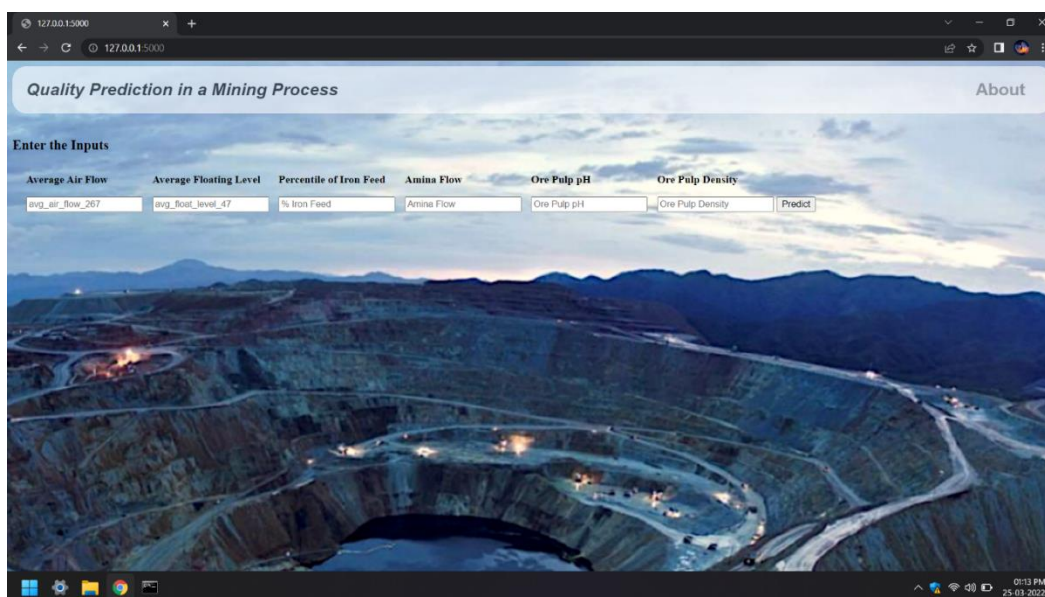 127.0.0.1:5000
127.0.0.1:5000
Quality Prediction in a Mining Process About
Enter the Inputs
Average Air Flow Average Floating Level Percentile of Iron Feed Amina Flow Ore Pulp pH Ore Pulp Density
avg_air_flow_267 avg_float_level_47 % Iron Feed Amina Flow Ore Pulp pH Ore Pulp Density Predict
01:13 PM
25-03-2022